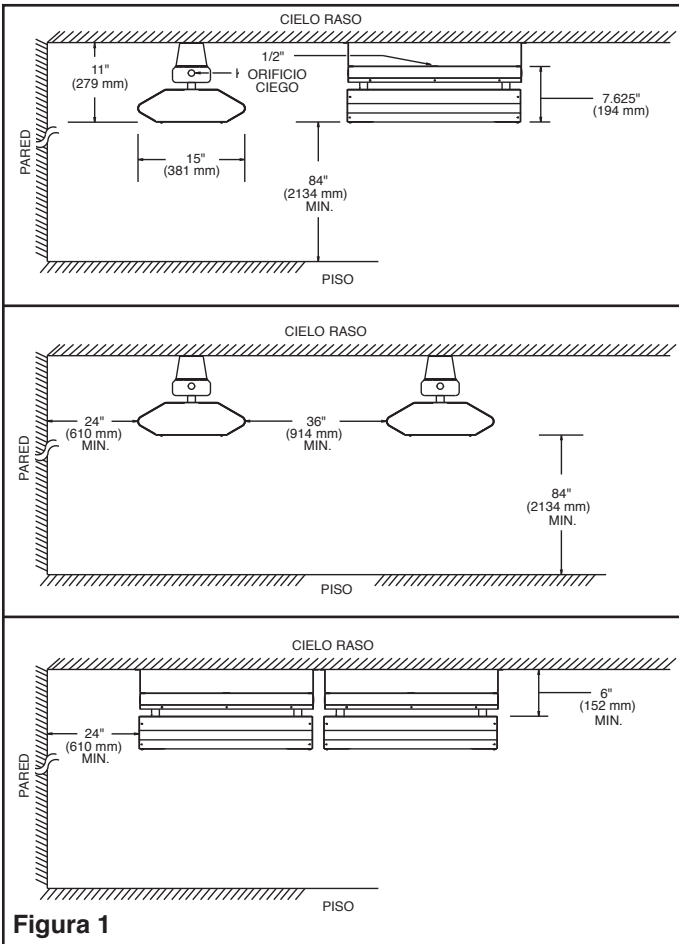 CIELO RASO
11"
(279 mm)
1/2"
ORIFICIO
CIEGO
7.625"
(194 mm)
PARED
15"
(381 mm)
84"
(2134 mm)
MIN.
PISO
CIELO RASO
24"
(610 mm)
MIN.
36"
(914 mm)
MIN.
PARED
84"
(2134 mm)
MIN.
PISO
CIELO RASO
6"
(152 mm)
MIN.
24"
(610 mm)
MIN.
PARED
PISO
Figura 1